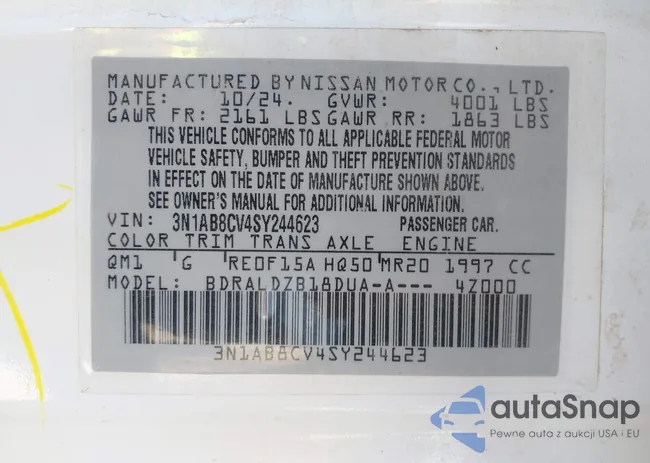 MANUFACTURED BY NISSAN MOTOR CO., LTD.
DATE: 10/24. GVWR: 4001 LBS
GAWR FR: 2161 LBS GAWR RR: 1863 LBS
THIS VEHICLE CONFORMS TO ALL APPLICABLE FEDERAL MOTOR
VEHICLE SAFETY, BUMPER AND THEFT PREVENTION STANDARDS
IN EFFECT ON THE DATE OF MANUFACTURE SHOWN ABOVE.
SEE OWNER'S MANUAL FOR ADDITIONAL INFORMATION.
VIN: 3N1AB8CV4SY244623 PASSENGER CAR.
COLOR TRIM TRANS AXLE ENGINE
QM1 G RE0F15A HQ50 MR20 1997 CC
MODEL: BDRALDZB18DUA-A--- 4Z000
3N1AB8CV4SY244623
autaSnap
Pewne auta z aukcji USA i EU